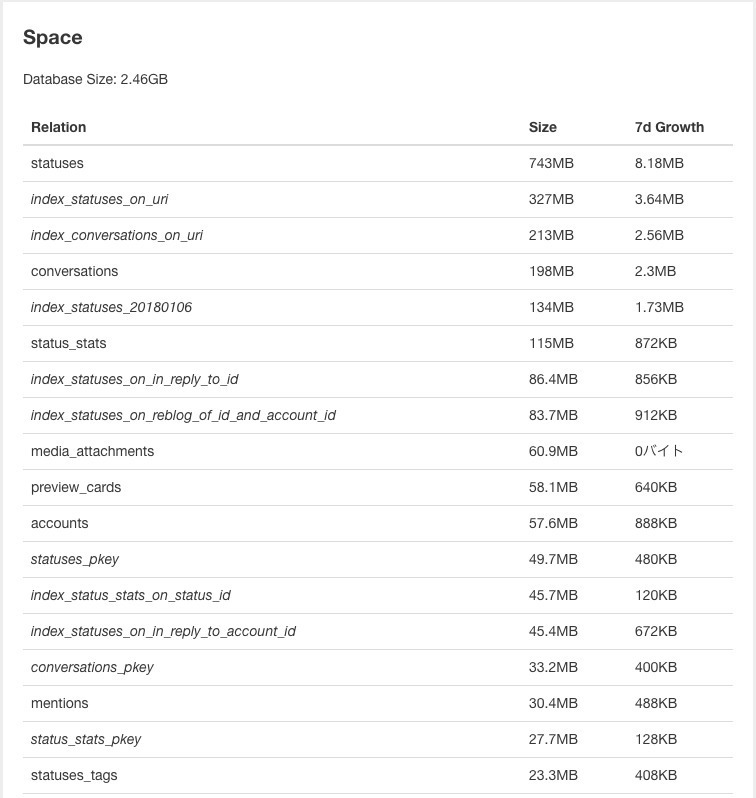 Space
Database Size: 2.46GB
Relation Size 7d Growth
statuses 743MB 8.18MB
index_statuses_on_uri 327MB 3.64MB
index_conversations_on_uri 213MB 2.56MB
conversations 198MB 2.3MB
index_statuses_20180106 134MB 1.73MB
status_stats 115MB 872KB
index_statuses_on_in_reply_to_id 86.4MB 856KB
index_statuses_on_reblog_of_id_and_account_id 83.7MB 912KB
media_attachments 60.9MB 0バイト
preview_cards 58.1MB 640KB
accounts 57.6MB 888KB
statuses_pkey 49.7MB 480KB
index_status_stats_on_status_id 45.7MB 120KB
index_statuses_on_in_reply_to_account_id 45.4MB 672KB
conversations_pkey 33.2MB 400KB
mentions 30.4MB 488KB
status_stats_pkey 27.7MB 128KB
statuses_tags 23.3MB 408KB